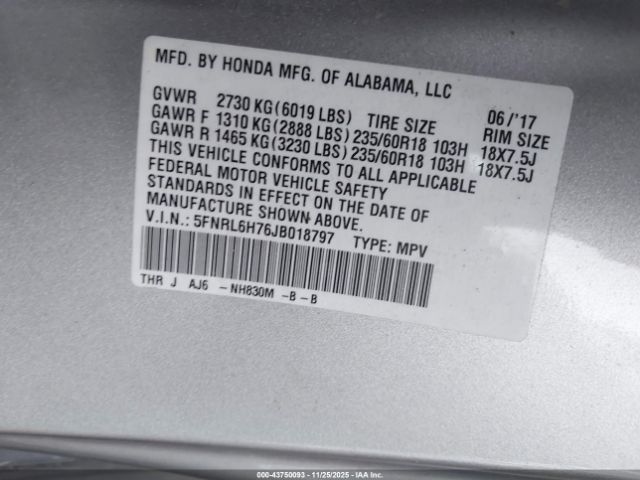 MFD. BY HONDA MFG. OF ALABAMA, LLC
06/'17
GVWR 2730 KG(6019 LBS) TIRE SIZE RIM SIZE
GAWR F 1310 KG(2888 LBS)235/60R18 103H 18X7.5J
GAWR R 1465 KG(3230 LBS)235/60R18 103H 18X7.5J
THIS VEHICLE CONFORMS TO ALL APPLICABLE
FEDERAL MOTOR VEHICLE SAFETY
STANDARDS IN EFFECT ON THE DATE OF
MANUFACTURE SHOWN ABOVE.
V.I.N.: 5FNRL6H76JB018797 TYPE: MPV
THR J AJ6 -NH830M -B-B
000-43750093 - 11/25/2025 - IAA Inc.